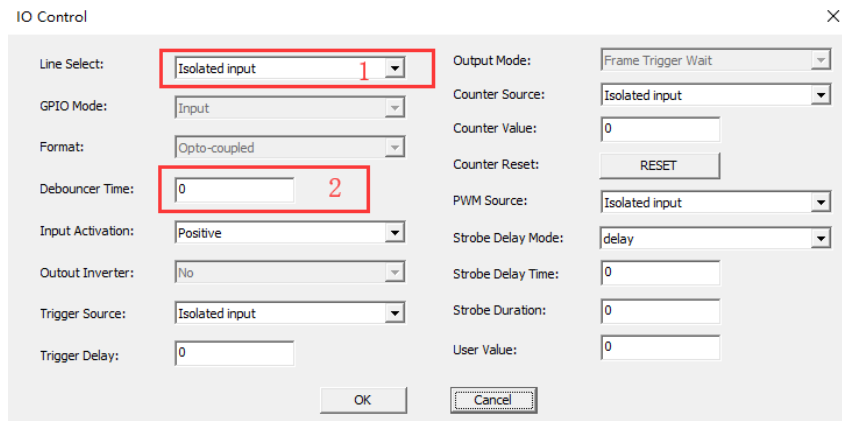 IO Control
Line Select: Isolated input 1
GPIO Mode: Input
Format: Opto-coupled
Debouncer Time: 0 2
Input Activation: Positive
Outout Inverter: No
Trigger Source: Isolated input
Trigger Delay: 0
Output Mode: Frame Trigger Wait
Counter Source: Isolated input
Counter Value: 0
Counter Reset: RESET
PWM Source: Isolated input
Strobe Delay Mode: delay
Strobe Delay Time: 0
Strobe Duration: 0
User Value: 0
OK Cancel